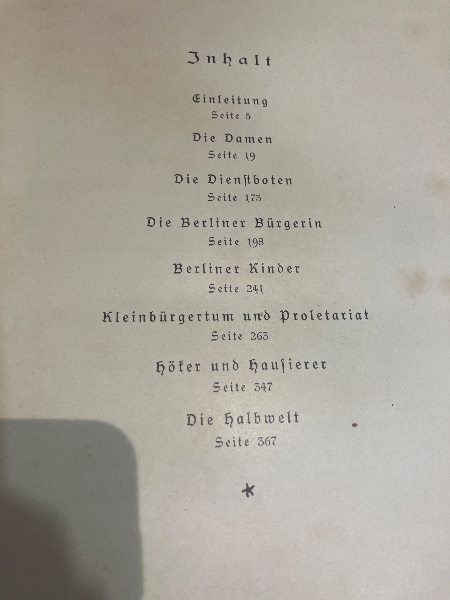 Inhalt
Einleitung
Seite 5
Die Damen
Seite 19
Die Dienſtboten
Seite 175
Die Berliner Bürgerin
Seite 198
Berliner Kinder
Seite 241
Kleinbürgertum und Proletariat
Seite 263
Höker und Hauſierer
Seite 347
Die Halbwelt
Seite 367
*